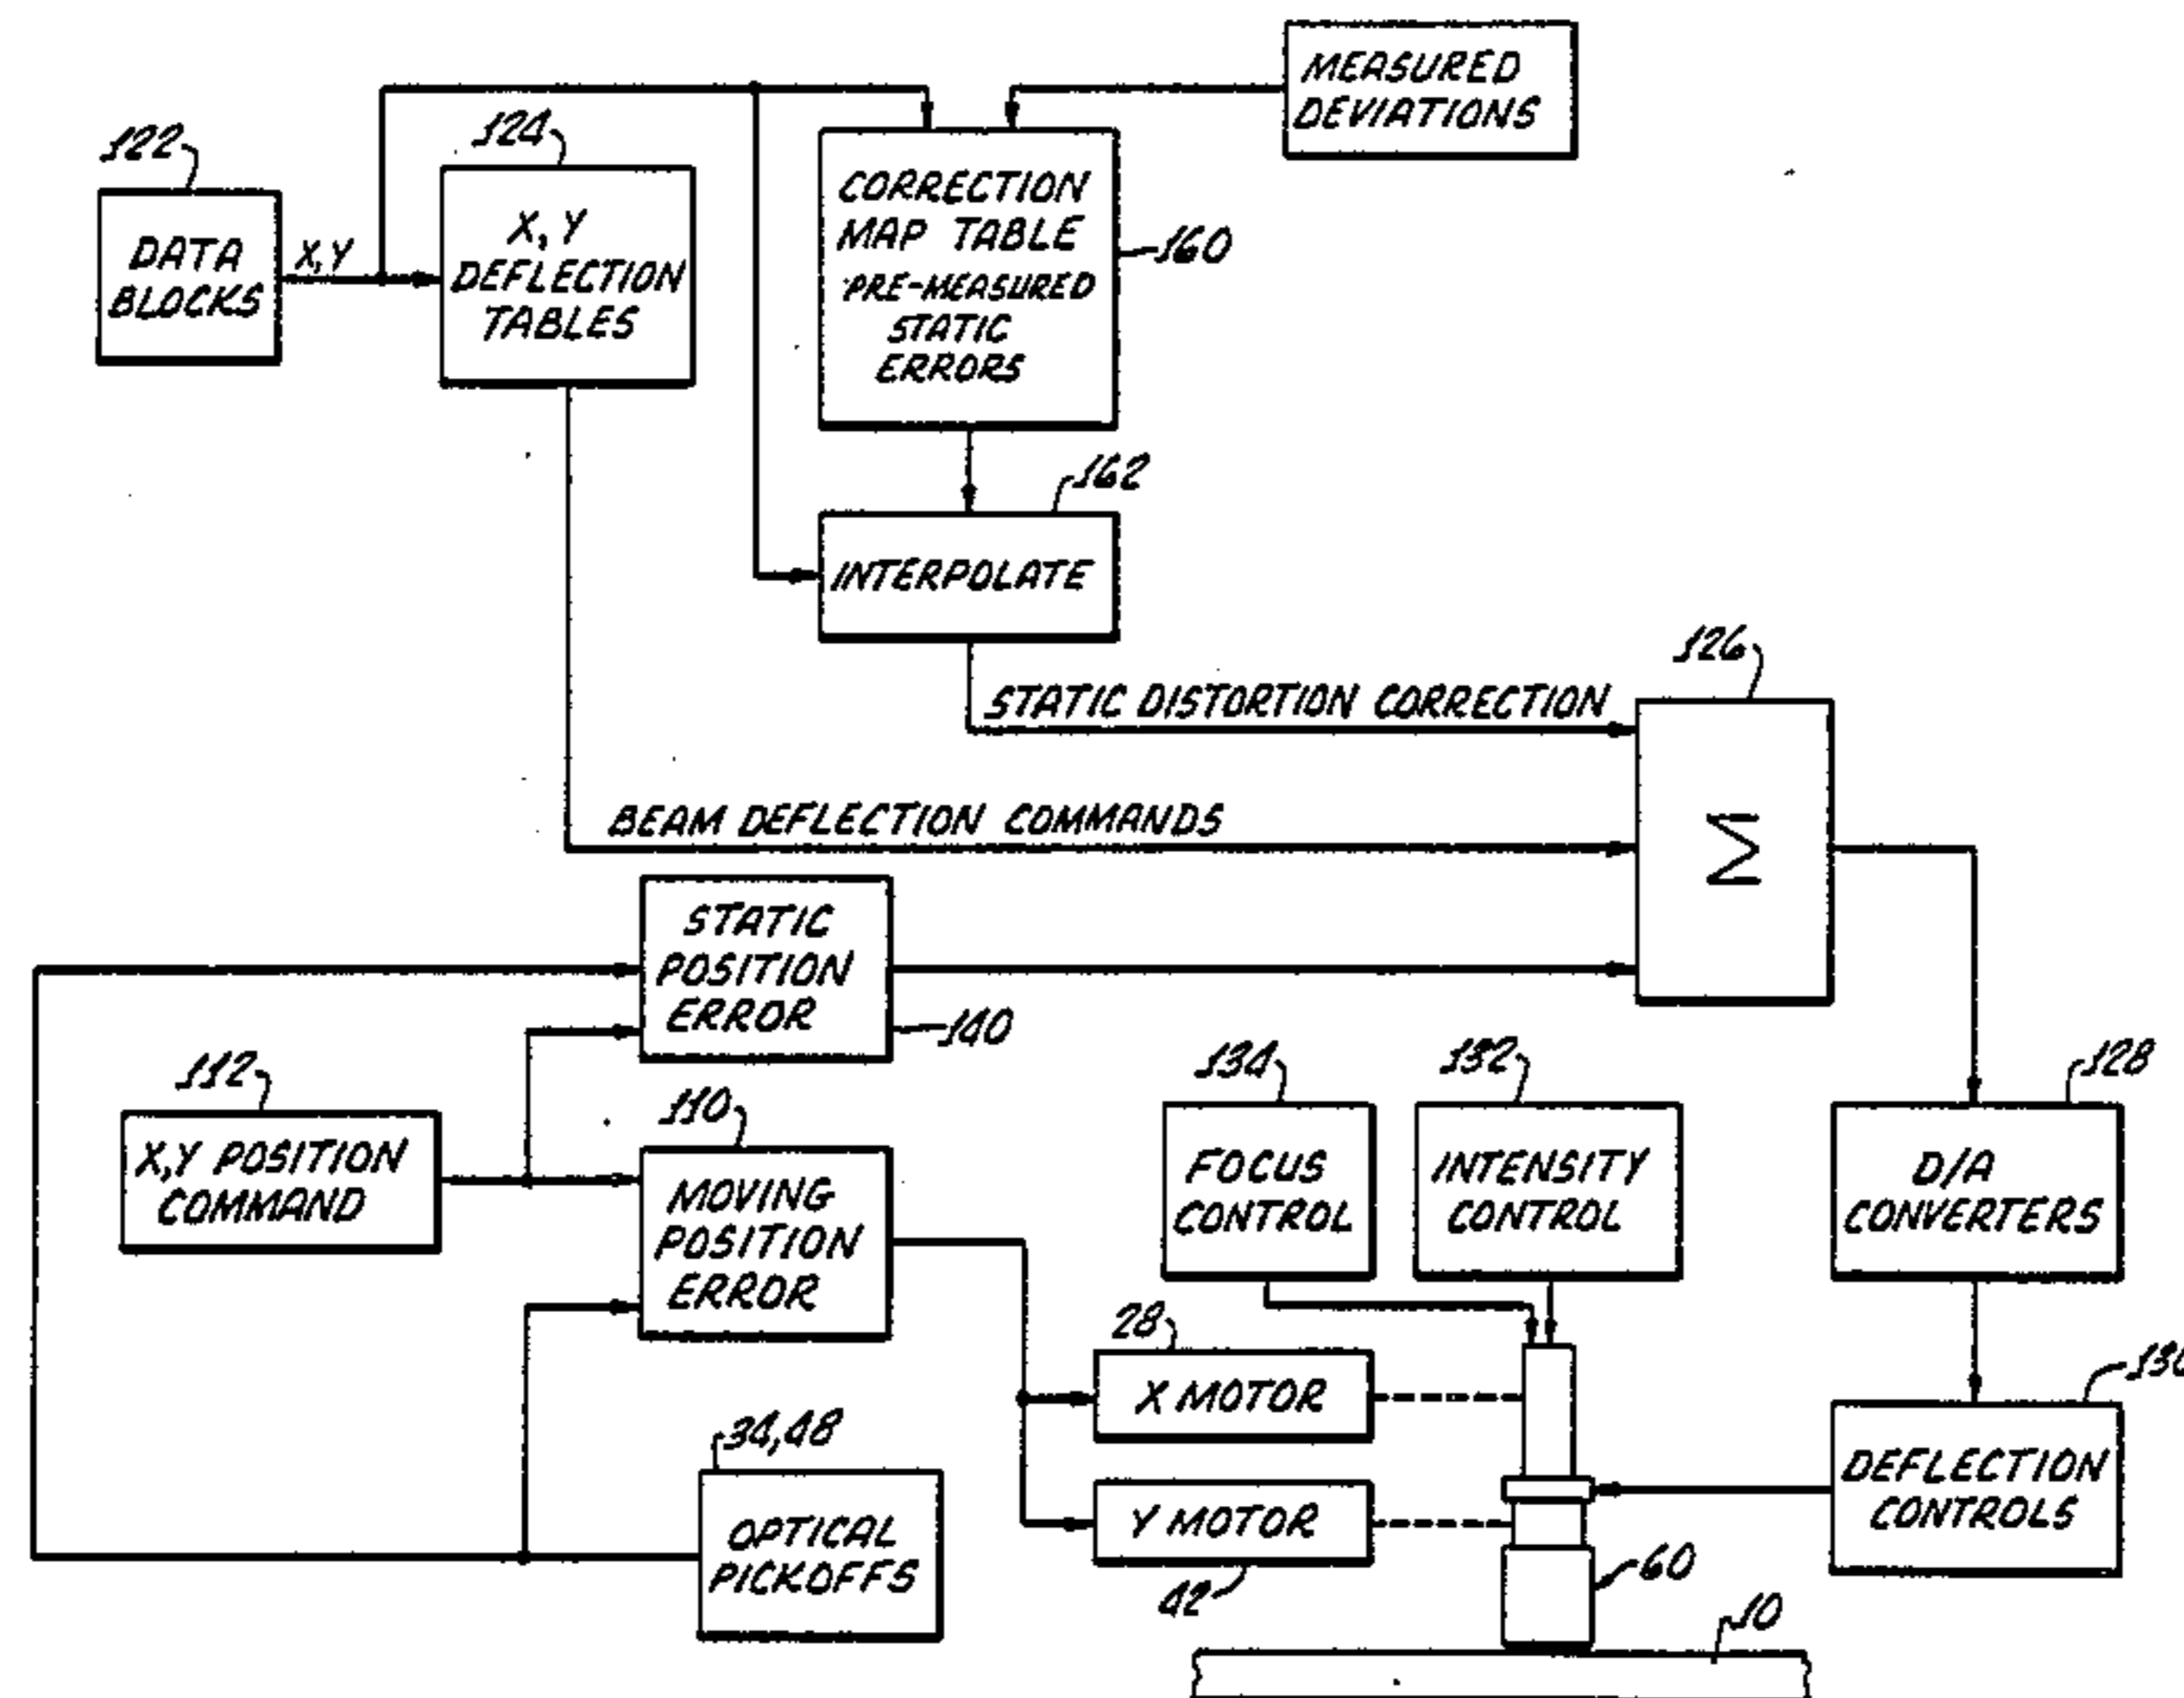 MEASURED
DEVIATIONS
122
124
DATA
BLOCKS
X,Y
X, Y
DEFLECTION
TABLES
CORRECTION
MAP TABLE
PRE-MEASURED
STATIC
ERRORS
160
162
INTERPOLATE
126
STATIC DISTORTION CORRECTION
BEAM DEFLECTION COMMANDS
Σ
STATIC
POSITION
ERROR
140
112
X,Y POSITION
COMMAND
110
MOVING
POSITION
ERROR
134
FOCUS
CONTROL
132
INTENSITY
CONTROL
128
D/A
CONVERTERS
28
X MOTOR
Y MOTOR
42
34,48
OPTICAL
PICKOFFS
DEFLECTION
CONTROLS
60
10